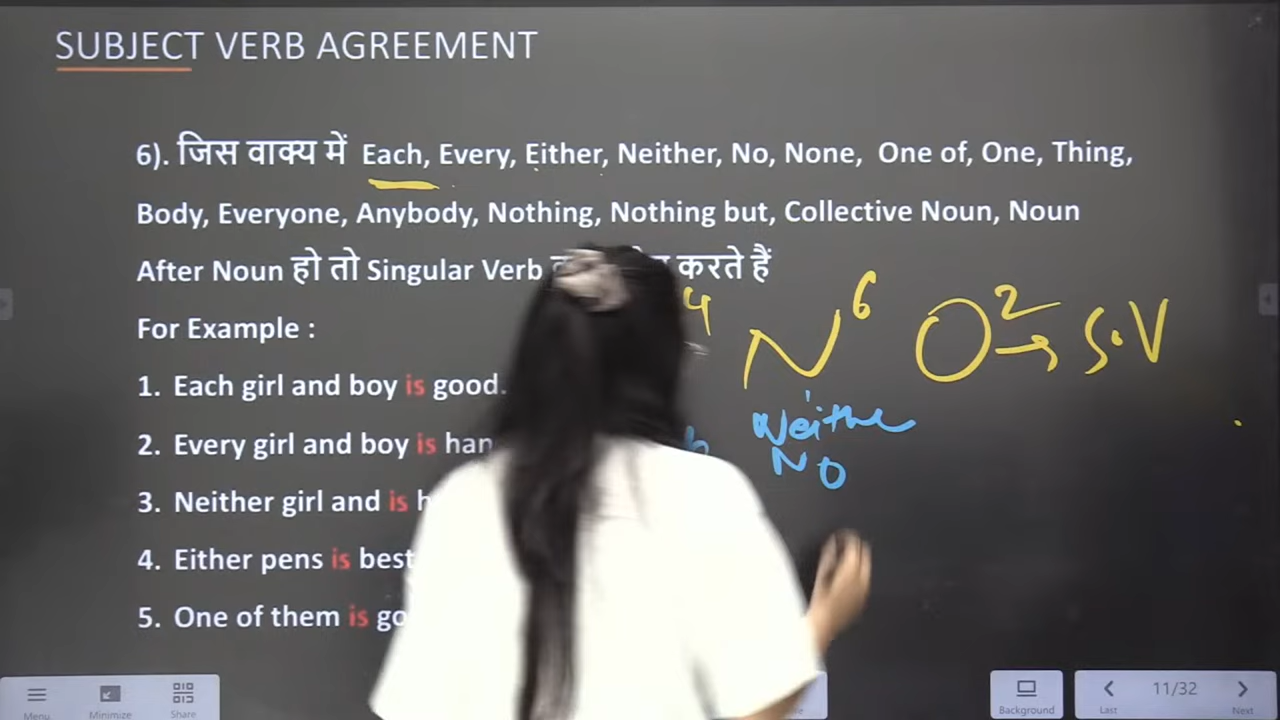 SUBJECT VERB AGREEMENT
6). जिस वाक्य में Each, Every, Either, Neither, No, None, One of, One, Thing,
Body, Everyone, Anybody, Nothing, Nothing but, Collective Noun, Noun
After Noun हो तो Singular Verb करते हैं
For Example :
1. Each girl and boy is good.
2. Every girl and boy is
3. Neither girl and is
4. Either pens is best
5. One of them is
4 N6 O2 → S.V
Neithe
NO
Menu
Minimize
Share
Background
Last
11/32
Next